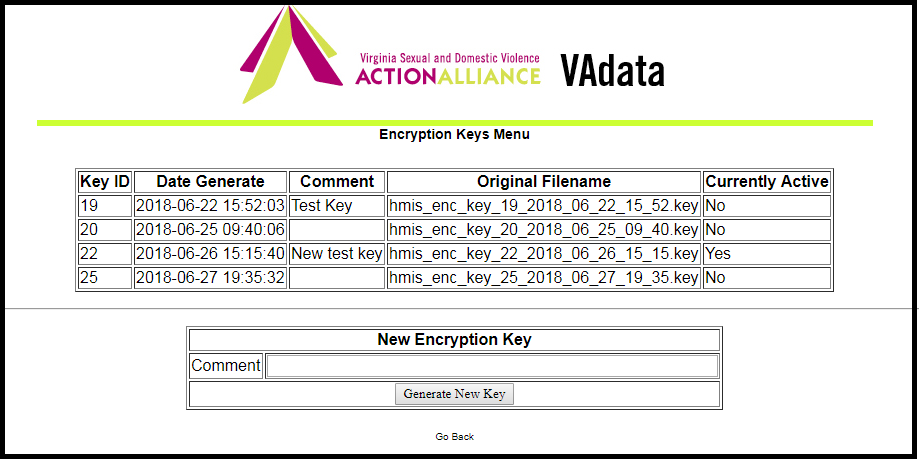 Virginia Sexual and Domestic Violence
ACTIONALLIANCE VAdata
Encryption Keys Menu
Key ID Date Generate Comment Original Filename Currently Active
19 2018-06-22 15:52:03 Test Key hmis_enc_key_19_2018_06_22_15_52.key No
20 2018-06-25 09:40:06 hmis_enc_key_20_2018_06_25_09_40.key No
22 2018-06-26 15:15:40 New test key hmis_enc_key_22_2018_06_26_15_15.key Yes
25 2018-06-27 19:35:32 hmis_enc_key_25_2018_06_27_19_35.key No
New Encryption Key
Comment
Generate New Key
Go Back